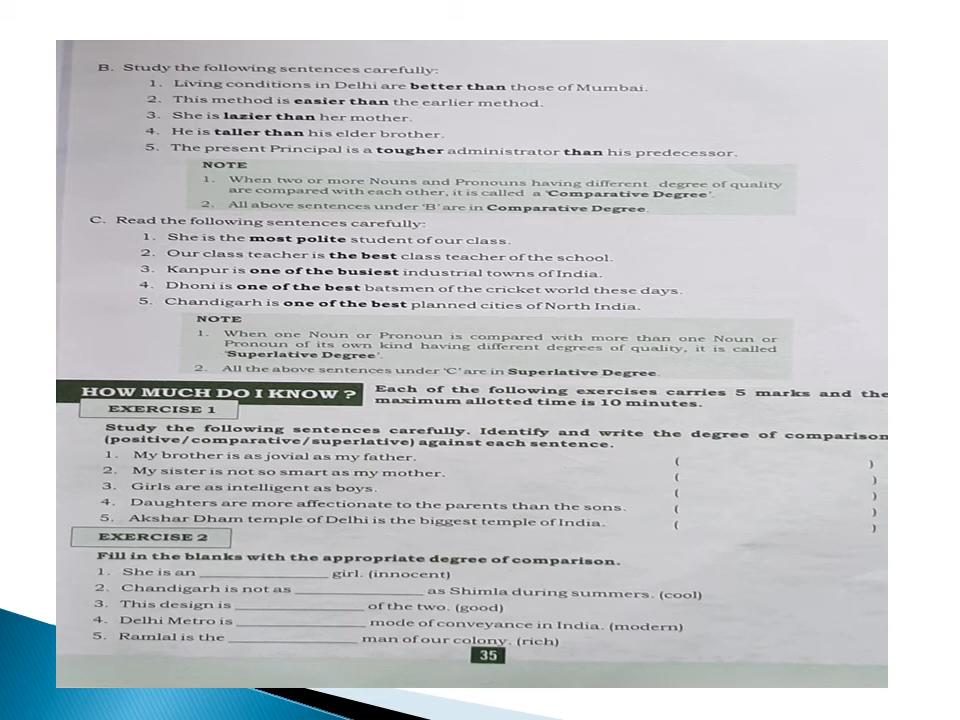 B. Study the following sentences carefully:
1. Living conditions in Delhi are better than those of Mumbai.
2. This method is easier than the earlier method.
3. She is lazier than her mother.
4. He is taller than his elder brother.
5. The present Principal is a tougher administrator than his predecessor.
NOTE
1. When two or more Nouns and Pronouns having different degree of quality
are compared with each other, it is called a 'Comparative Degree'.
2. All above sentences under 'B' are in Comparative Degree.
C. Read the following sentences carefully:
1. She is the most polite student of our class.
2. Our class teacher is the best class teacher of the school.
3. Kanpur is one of the busiest industrial towns of India.
4. Dhoni is one of the best batsmen of the cricket world these days.
5. Chandigarh is one of the best planned cities of North India.
NOTE
1. When one Noun or Pronoun is compared with more than one Noun or
Pronoun of its own kind having different degrees of quality, it is called
'Superlative Degree'.
2. All the above sentences under 'C' are in Superlative Degree.
HOW MUCH DO I KNOW ? Each of the following exercises carries 5 marks and the
maximum allotted time is 10 minutes.
EXERCISE 1
Study the following sentences carefully. Identify and write the degree of comparison
(positive/comparative/superlative) against each sentence.
1. My brother is as jovial as my father. ( )
2. My sister is not so smart as my mother. ( )
3. Girls are as intelligent as boys. ( )
4. Daughters are more affectionate to the parents than the sons. ( )
5. Akshar Dham temple of Delhi is the biggest temple of India. ( )
EXERCISE 2
Fill in the blanks with the appropriate degree of comparison.
1. She is an ______________ girl. (innocent)
2. Chandigarh is not as ______________ as Shimla during summers. (cool)
3. This design is ______________ of the two. (good)
4. Delhi Metro is ______________ mode of conveyance in India. (modern)
5. Ramlal is the ______________ man of our colony. (rich)
35